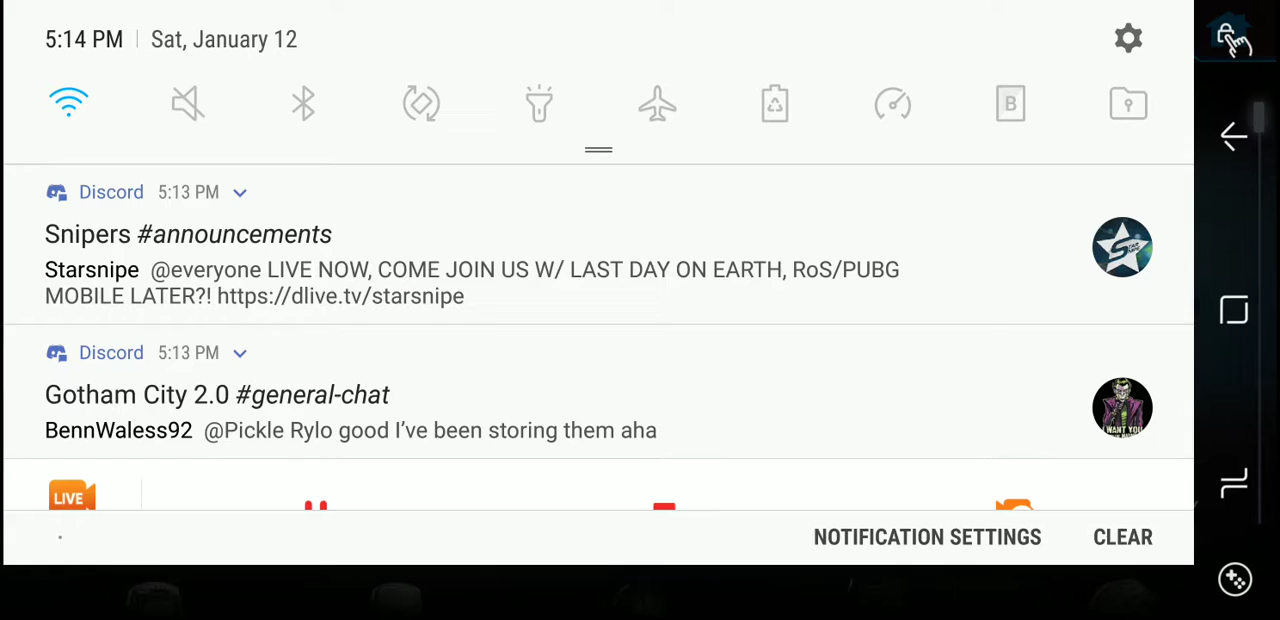 5:14 PM Sat, January 12
B
Discord 5:13 PM
Snipers #announcements
Starsnipe @everyone LIVE NOW, COME JOIN US W/ LAST DAY ON EARTH, RoS/PUBG
MOBILE LATER?! https://dlive.tv/starsnipe
Discord 5:13 PM
Gotham City 2.0 #general-chat
BennWaless92 @Pickle Rylo good I’ve been storing them aha
I WANT YOU
LIVE
NOTIFICATION SETTINGS CLEAR